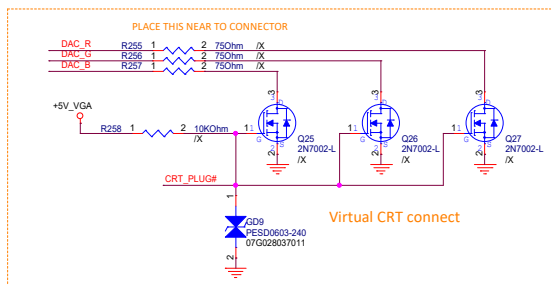 PLACE THIS NEAR TO CONNECTOR
DAC_R R255 1 2 75Ohm /X
DAC_G R256 1 2 75Ohm /X
DAC_B R257 1 2 75Ohm /X
+5V_VGA
R258 1 2 10KOhm
/X
3 D 3 D 3 D
1 1 G 1 1 G 1 1 G
2 S 2 S 2 S
Q25 Q26 Q27
2N7002-L 2N7002-L 2N7002-L
/X /X /X
CRT_PLUG#
1
GD9
PESD0603-240
07G028037011
2
Virtual CRT connect